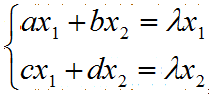 ax₁ + bx₂ = λx₁
cx₁ + dx₂ = λx₂